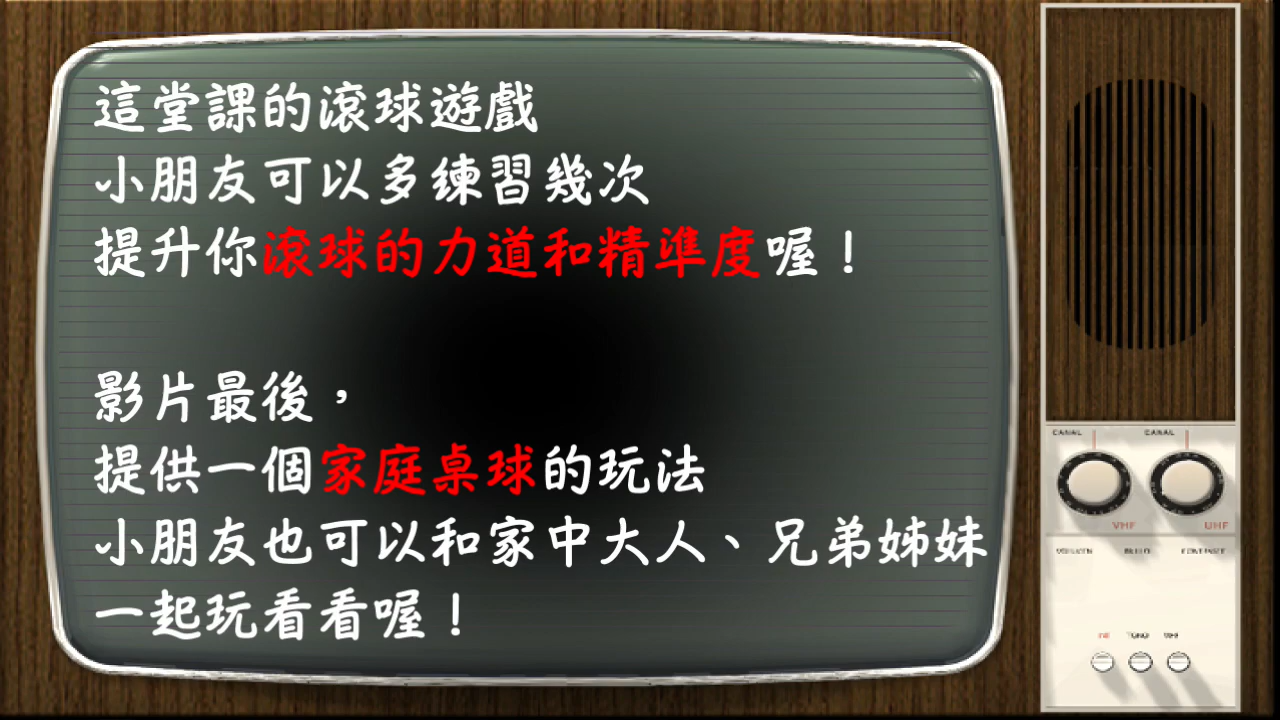 這堂課的滾球遊戲
小朋友可以多練習幾次
提升你滾球的力道和精準度喔！
影片最後，
提供一個家庭桌球的玩法
小朋友也可以和家中大人、兄弟姊妹
一起玩看看喔！
CANAL CANAL
VHF UHF